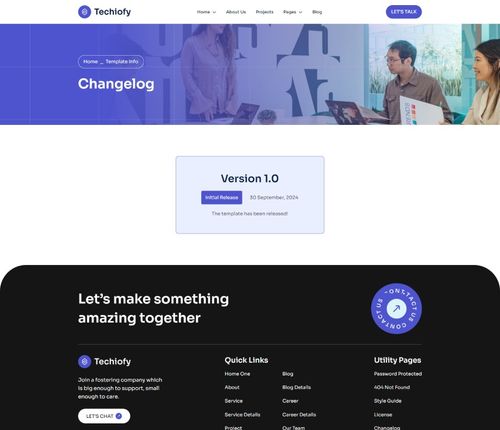 Techiofy
Home
About Us
Projects
Pages
Blog
LET'S TALK
Home _ Template Info
Changelog
Version 1.0
Initial Release
30 September, 2024
The template has been released!
Let's make something
amazing together
CONTACT US CONTACT US
Techiofy
Join a fostering company which
is big enough to support, small
enough to care.
LET'S CHAT
Quick Links
Home One
Blog
About
Blog Details
Service
Career
Service Details
Career Details
Project
Our Team
Utility Pages
Password Protected
404 Not Found
Style Guide
License
Changelog